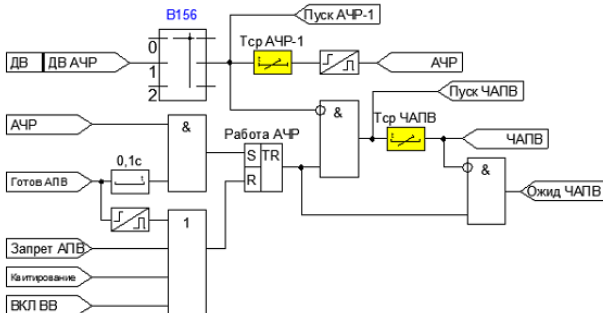 B156
Пуск АЧР-1
0
Тср АЧР-1
ДВ
ДВ АЧР
1
АЧР
2
Пуск ЧАПВ
&
Тср ЧАПВ
АЧР
&
Работа АЧР
ЧАПВ
0,1с
S
TR
&
Готов АПВ
R
Ожид ЧАПВ
1
Запрет АПВ
Квитирование
ВКЛ ВВ